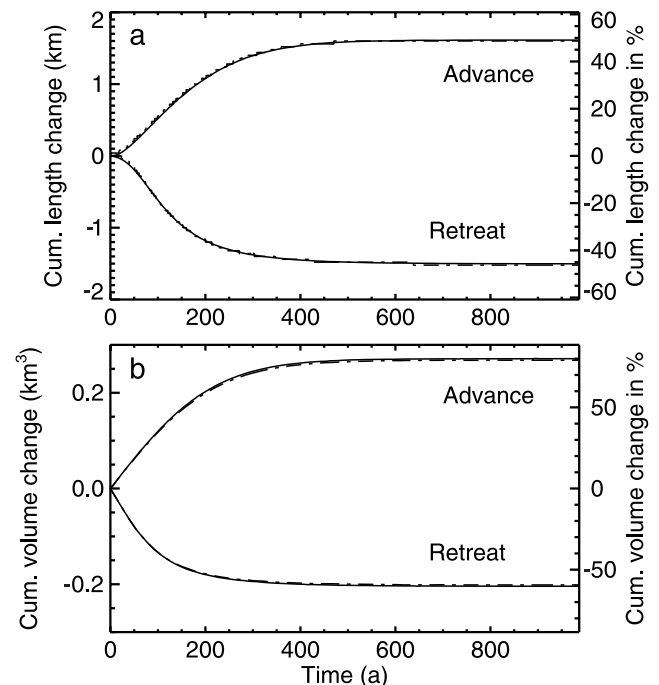 a
Cum. length change (km)
2
1
0
-1
-2
Cum. length change in %
60
40
20
0
-20
-40
-60
Advance
Retreat
0 200 400 600 800
b
Cum. volume change (km³)
0.2
0.0
-0.2
Cum. volume change in %
50
0
-50
Advance
Retreat
0 200 400 600 800
Time (a)